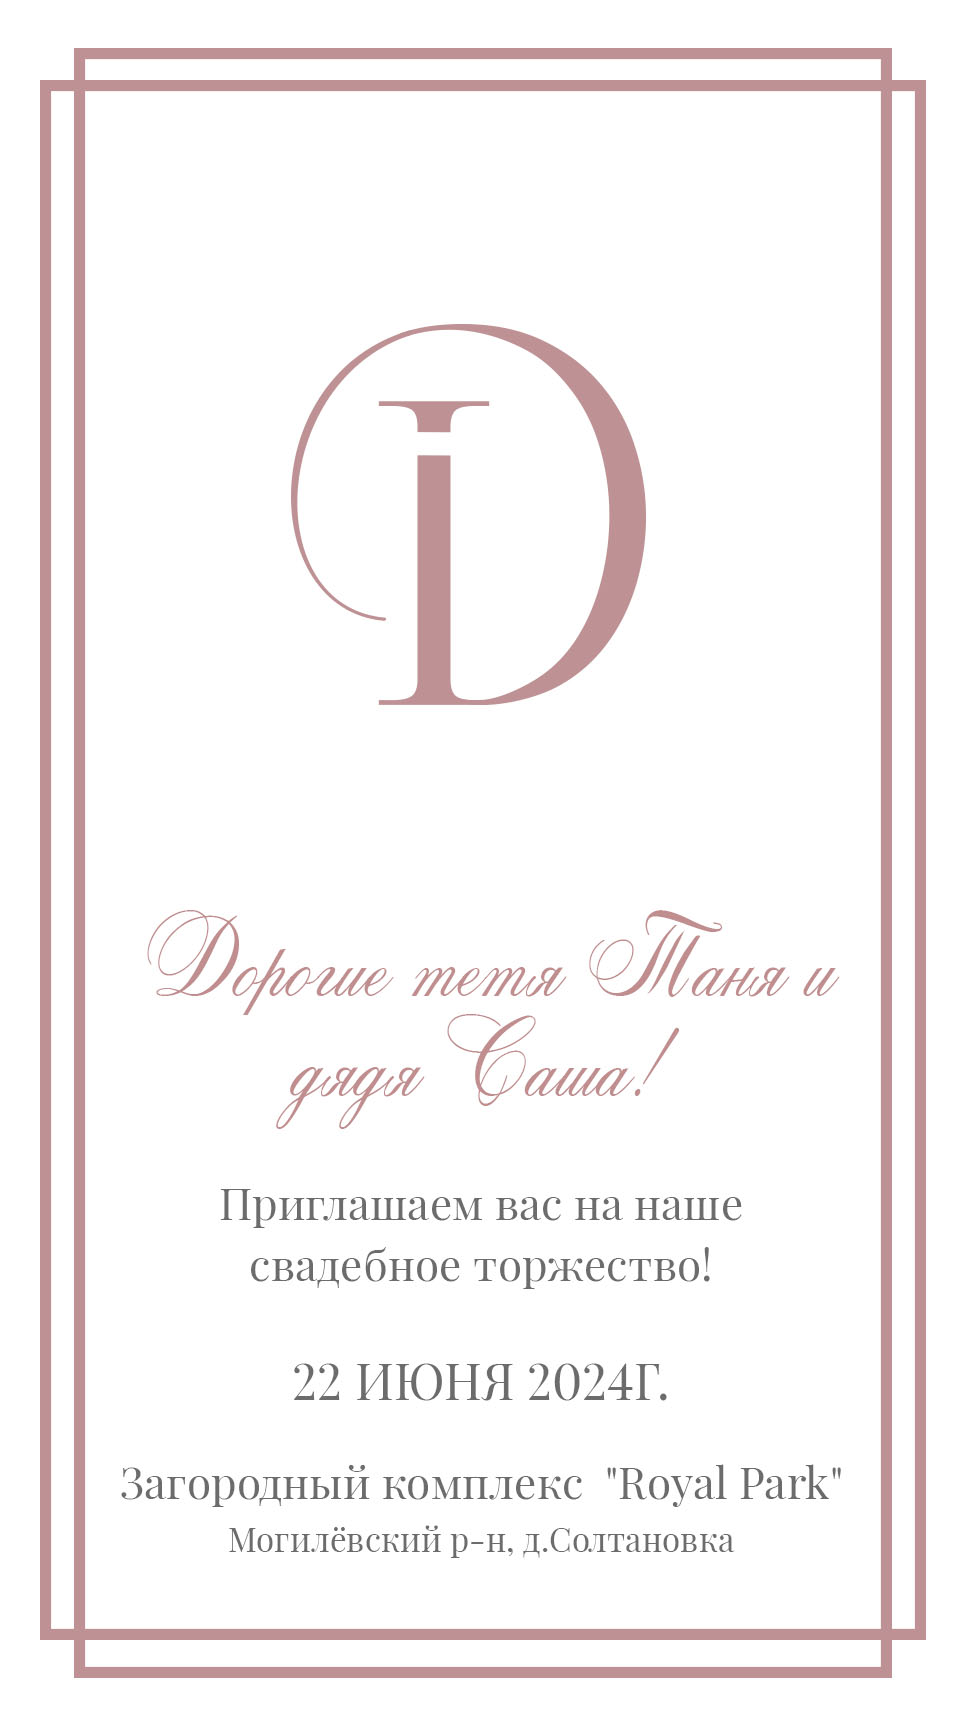 ID
Дорогие тетя Таня и
дядя Саша!
Приглашаем вас на наше
свадебное торжество!
22 ИЮНЯ 2024Г.
Загородный комплекс "Royal Park"
Могилёвский р-н, д.Солтановка